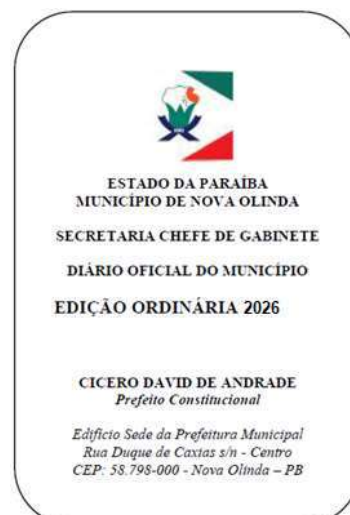 ESTADO DA PARAÍBA
MUNICÍPIO DE NOVA OLINDA
SECRETARIA CHEFE DE GABINETE
DIÁRIO OFICIAL DO MUNICÍPIO
EDIÇÃO ORDINÁRIA 2026
CICERO DAVID DE ANDRADE
Prefeito Constitucional
Edifício Sede da Prefeitura Municipal
Rua Duque de Caxias s/n - Centro
CEP: 58.798-000 - Nova Olinda – PB